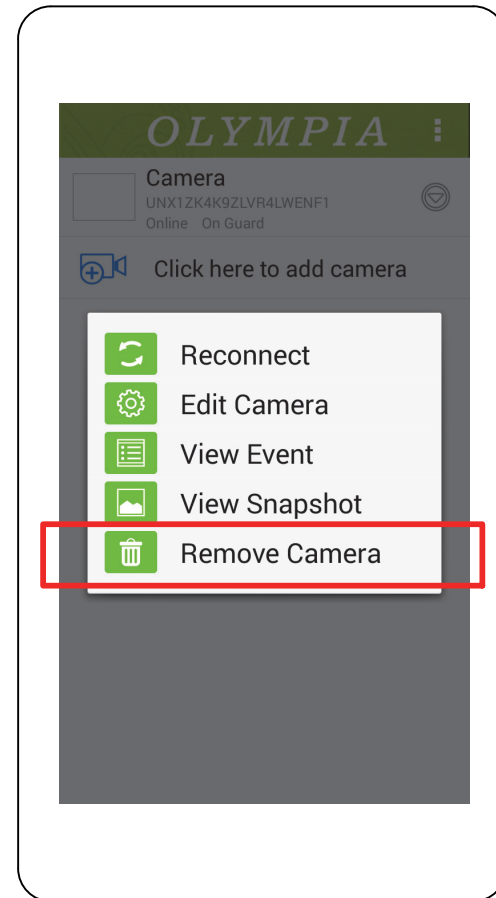 OLYMPIA
Camera
UNX1ZK4K9ZLVR4LWENF1
Online On Guard
Click here to add camera
Reconnect
Edit Camera
View Event
View Snapshot
Remove Camera